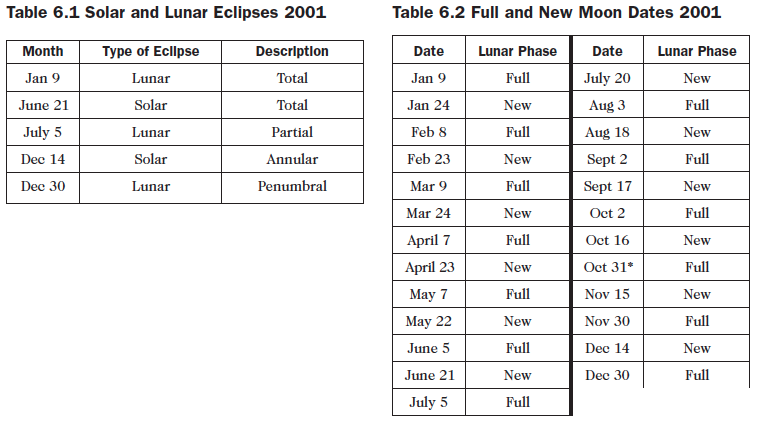 Table 6.1 Solar and Lunar Eclipses 2001
Month Type of Eclipse Description
Jan 9 Lunar Total
June 21 Solar Total
July 5 Lunar Partial
Dec 14 Solar Annular
Dec 30 Lunar Penumbral
Table 6.2 Full and New Moon Dates 2001
Date Lunar Phase Date Lunar Phase
Jan 9 Full July 20 New
Jan 24 New Aug 3 Full
Feb 8 Full Aug 18 New
Feb 23 New Sept 2 Full
Mar 9 Full Sept 17 New
Mar 24 New Oct 2 Full
April 7 Full Oct 16 New
April 23 New Oct 31* Full
May 7 Full Nov 15 New
May 22 New Nov 30 Full
June 5 Full Dec 14 New
June 21 New Dec 30 Full
July 5 Full